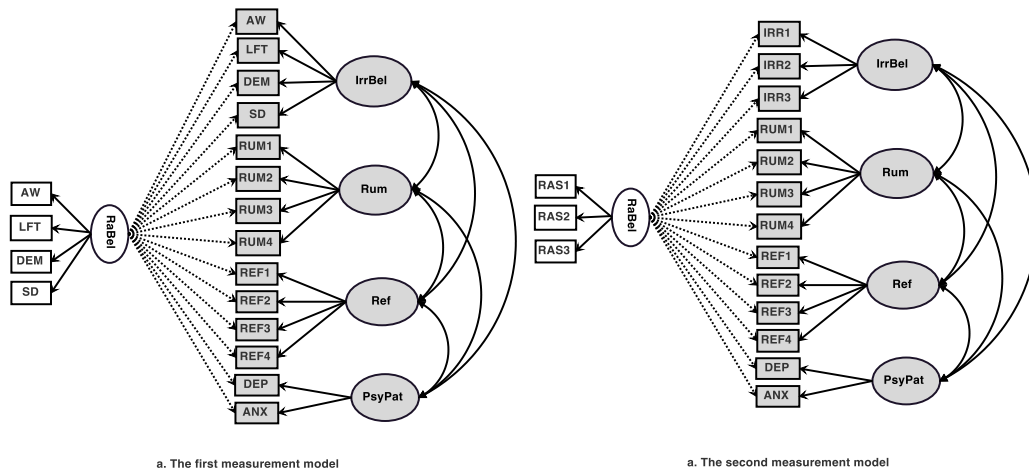 AW
LFT
DEM
SD
RaBel
AW
LFT
DEM
SD
RUM1
RUM2
RUM3
RUM4
REF1
REF2
REF3
REF4
DEP
ANX
IrrBel
Rum
Ref
PsyPat
a. The first measurement model
RAS1
RAS2
RAS3
RaBel
IRR1
IRR2
IRR3
RUM1
RUM2
RUM3
RUM4
REF1
REF2
REF3
REF4
DEP
ANX
IrrBel
Rum
Ref
PsyPat
a. The second measurement model